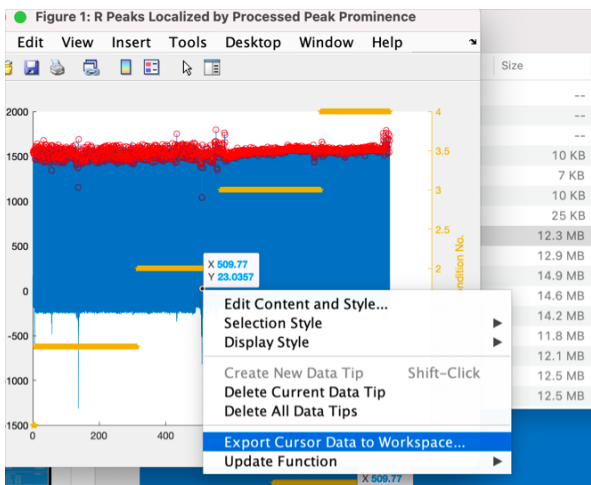 Figure 1: R Peaks Localized by Processed Peak Prominence
Edit View Insert Tools Desktop Window Help
Size
--
--
--
10 KB
7 KB
10 KB
25 KB
12.3 MB
12.9 MB
14.9 MB
14.6 MB
14.2 MB
11.8 MB
12.1 MB
12.5 MB
12.5 MB
2000
1500
1000
500
0
-500
-1000
-1500
0 200 400
4
3.5
3
2.5
2
X 509.77
Y 23.0357
Edit Content and Style...
Selection Style
Display Style
Create New Data Tip Shift-Click
Delete Current Data Tip
Delete All Data Tips
Export Cursor Data to Workspace...
Update Function
X 509.77